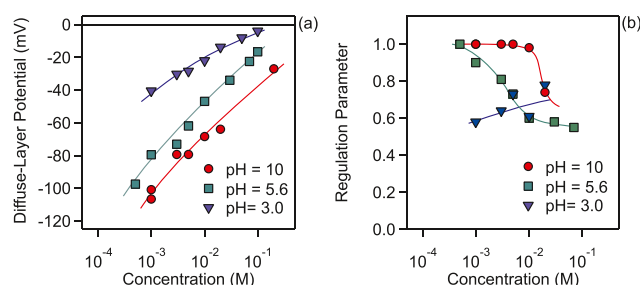 (a)
Diffuse-Layer Potential (mV)
0
-20
-40
-60
-80
-100
-120
pH = 10
pH = 5.6
pH= 3.0
10-4
10-3
10-2
10-1
Concentration (M)
(b)
Regulation Parameter
1.0
0.8
0.6
0.4
0.2
0.0
pH = 10
pH = 5.6
pH = 3.0
10-4
10-3
10-2
10-1
Concentration (M)